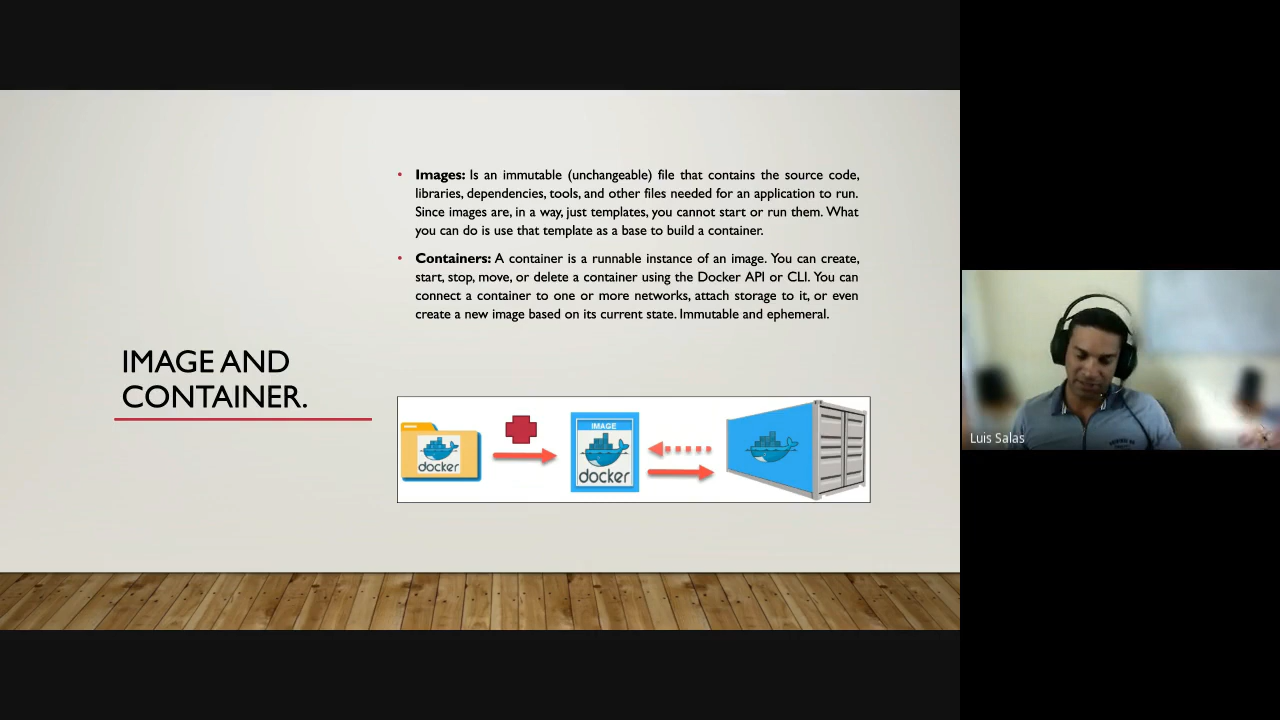 • Images: Is an immutable (unchangeable) file that contains the source code,
libraries, dependencies, tools, and other files needed for an application to run.
Since images are, in a way, just templates, you cannot start or run them. What
you can do is use that template as a base to build a container.
• Containers: A container is a runnable instance of an image. You can create,
start, stop, move, or delete a container using the Docker API or CLI. You can
connect a container to one or more networks, attach storage to it, or even
create a new image based on its current state. Immutable and ephemeral.
IMAGE AND
CONTAINER.
docker
IMAGE
docker
Luis Salas